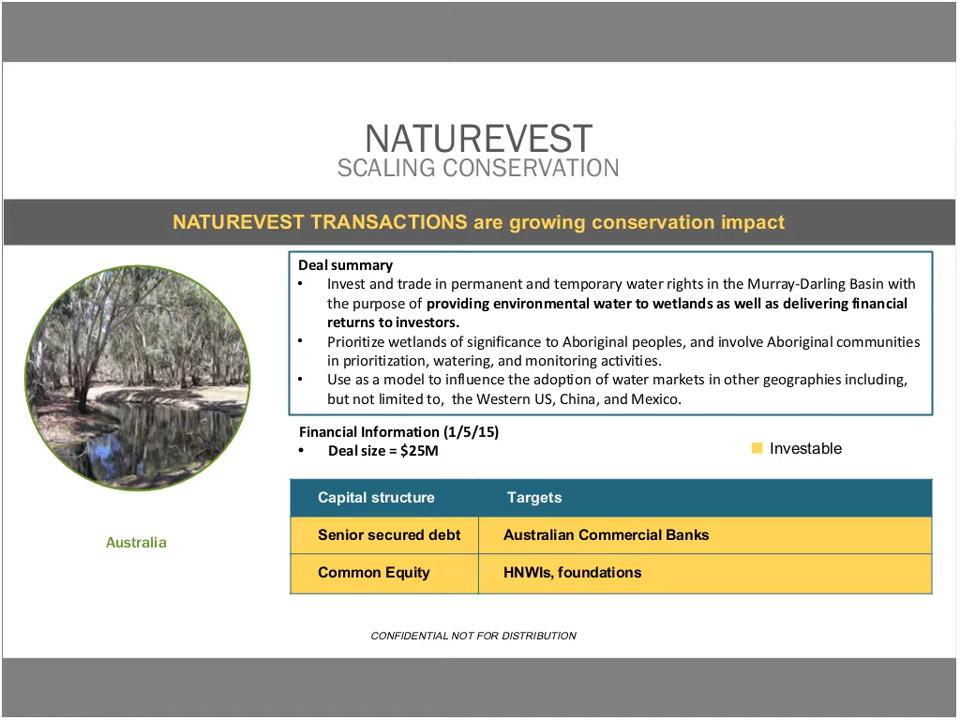 NATUREVEST
SCALING CONSERVATION
NATUREVEST TRANSACTIONS are growing conservation impact
Deal summary
• Invest and trade in permanent and temporary water rights in the Murray-Darling Basin with
the purpose of providing environmental water to wetlands as well as delivering financial
returns to investors.
• Prioritize wetlands of significance to Aboriginal peoples, and involve Aboriginal communities
in prioritization, watering, and monitoring activities.
• Use as a model to influence the adoption of water markets in other geographies including,
but not limited to, the Western US, China, and Mexico.
Financial Information (1/5/15)
• Deal size = $25M
Investable
Capital structure Targets
Senior secured debt Australian Commercial Banks
Common Equity HNWIs, foundations
Australia
CONFIDENTIAL NOT FOR DISTRIBUTION